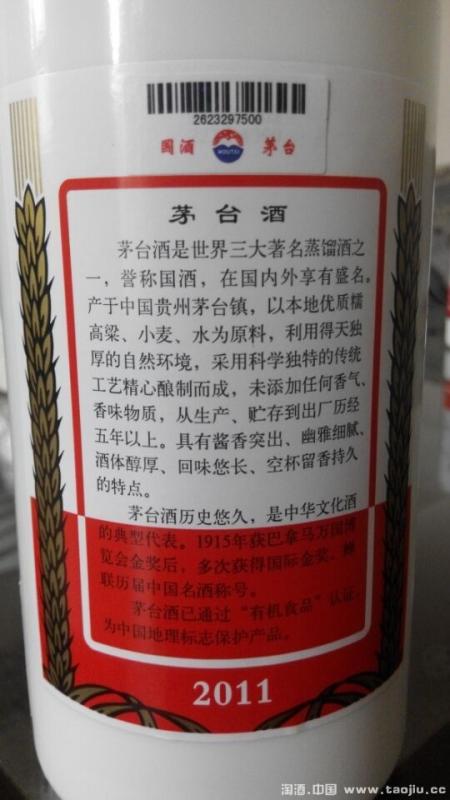 2623297500
国酒 MOUTAI 茅台
茅台酒
茅台酒是世界三大著名蒸馏酒之
一，誉称国酒，在国内外享有盛名。
产于中国贵州茅台镇，以本地优质糯
高粱、小麦、水为原料，利用得天独
厚的自然环境，采用科学独特的传统
工艺精心酿制而成，未添加任何香气、
香味物质，从生产、贮存到出厂历经
五年以上。具有酱香突出、幽雅细腻、
酒体醇厚、回味悠长、空杯留香持久
的特点。
茅台酒历史悠久，是中华文化酒
的典型代表。1915年获巴拿马万国博
览会金奖后，多次获得国际金奖、蝉
联历届中国名酒称号。
茅台酒已通过“有机食品”认证，
为中国地理标志保护产品。
2011
淘酒.中国 www.taojiu.cc